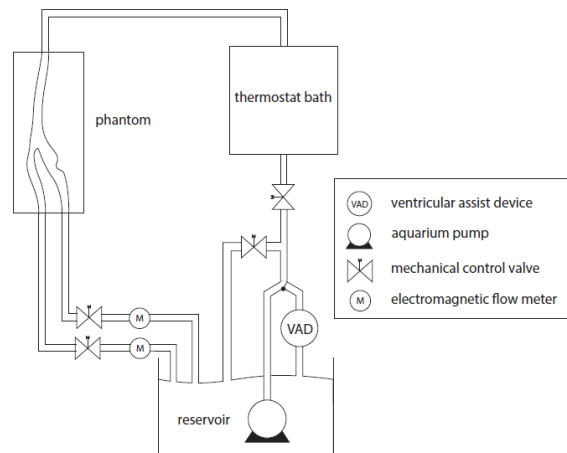 thermostat bath
phantom
VAD
ventricular assist device
aquarium pump
mechanical control valve
M
electromagnetic flow meter
M
M
VAD
reservoir